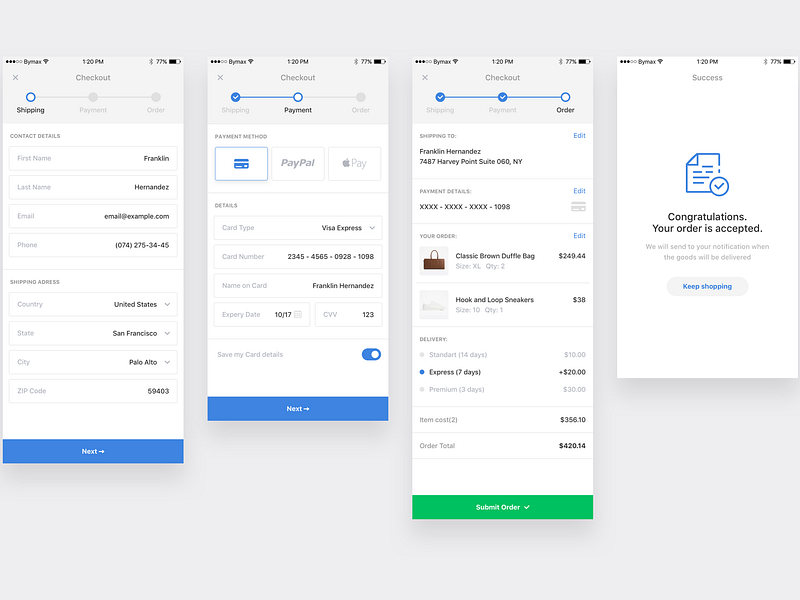 Bymax 1:20 PM 77%
Checkout
Shipping Payment Order
CONTACT DETAILS
First Name Franklin
Last Name Hernandez
Email email@example.com
Phone (074) 275-34-45
SHIPPING ADRESS
Country United States
State San Francisco
City Palo Alto
ZIP Code 59403
Next →
Bymax 1:20 PM 77%
Checkout
Shipping Payment Order
PAYMENT METHOD
PayPal Pay
DETAILS
Card Type Visa Express
Card Number 2345 - 4565 - 0928 - 1098
Name on Card Franklin Hernandez
Expery Date 10/17 CVV 123
Save my Card details
Next →
Bymax 1:20 PM 77%
Checkout
Shipping Payment Order
SHIPPING TO: Edit
Franklin Hernandez
7487 Harvey Point Suite 060, NY
PAYMENT DETAILS: Edit
XXXX - XXXX - XXXX - 1098
YOUR ORDER: Edit
Classic Brown Duffle Bag $249.44
Size: XL Qty: 2
Hook and Loop Sneakers $38
Size: 10 Qty: 1
DELIVERY:
Standart (14 days) $10.00
Express (7 days) +$20.00
Premium (3 days) $30.00
Item cost(2) $356.10
Order Total $420.14
Submit Order ✓
Bymax 1:20 PM 77%
Success
Congratulations.
Your order is accepted.
We will send to your notification when
the goods will be delivered
Keep shopping